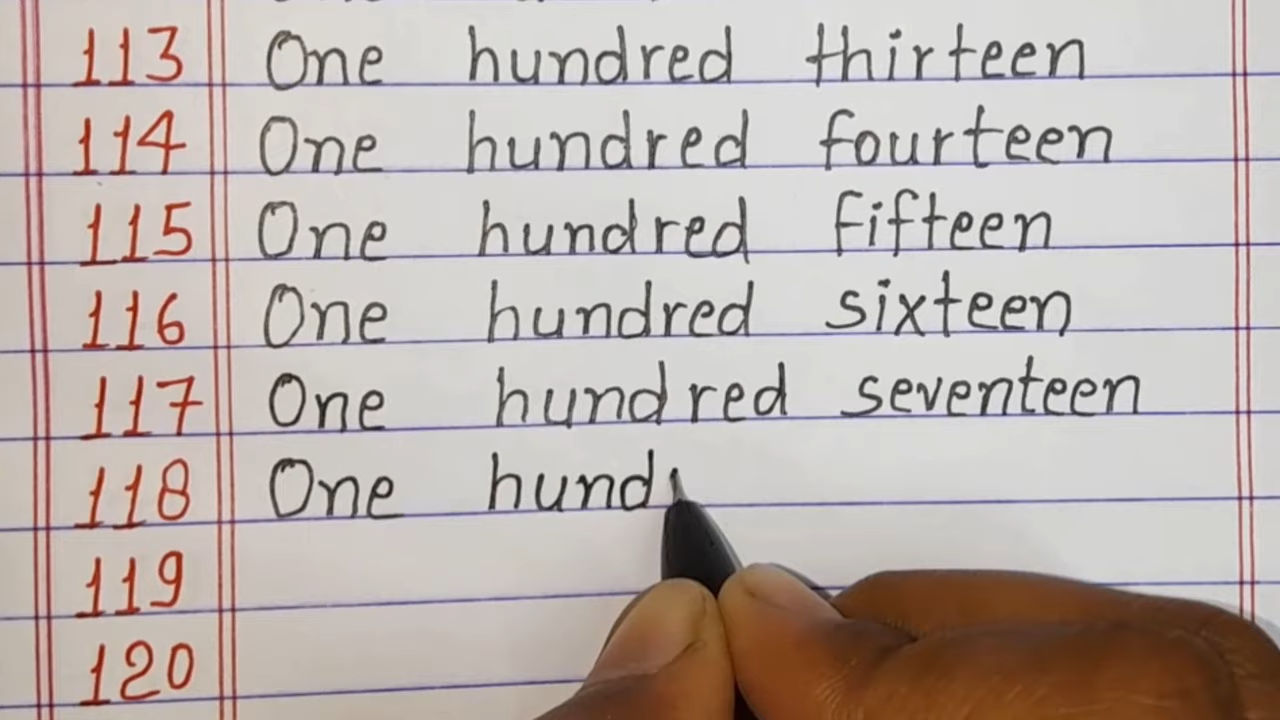 113 One hundred thirteen
114 One hundred fourteen
115 One hundred fifteen
116 One hundred sixteen
117 One hundred seventeen
118 One hund
119
120